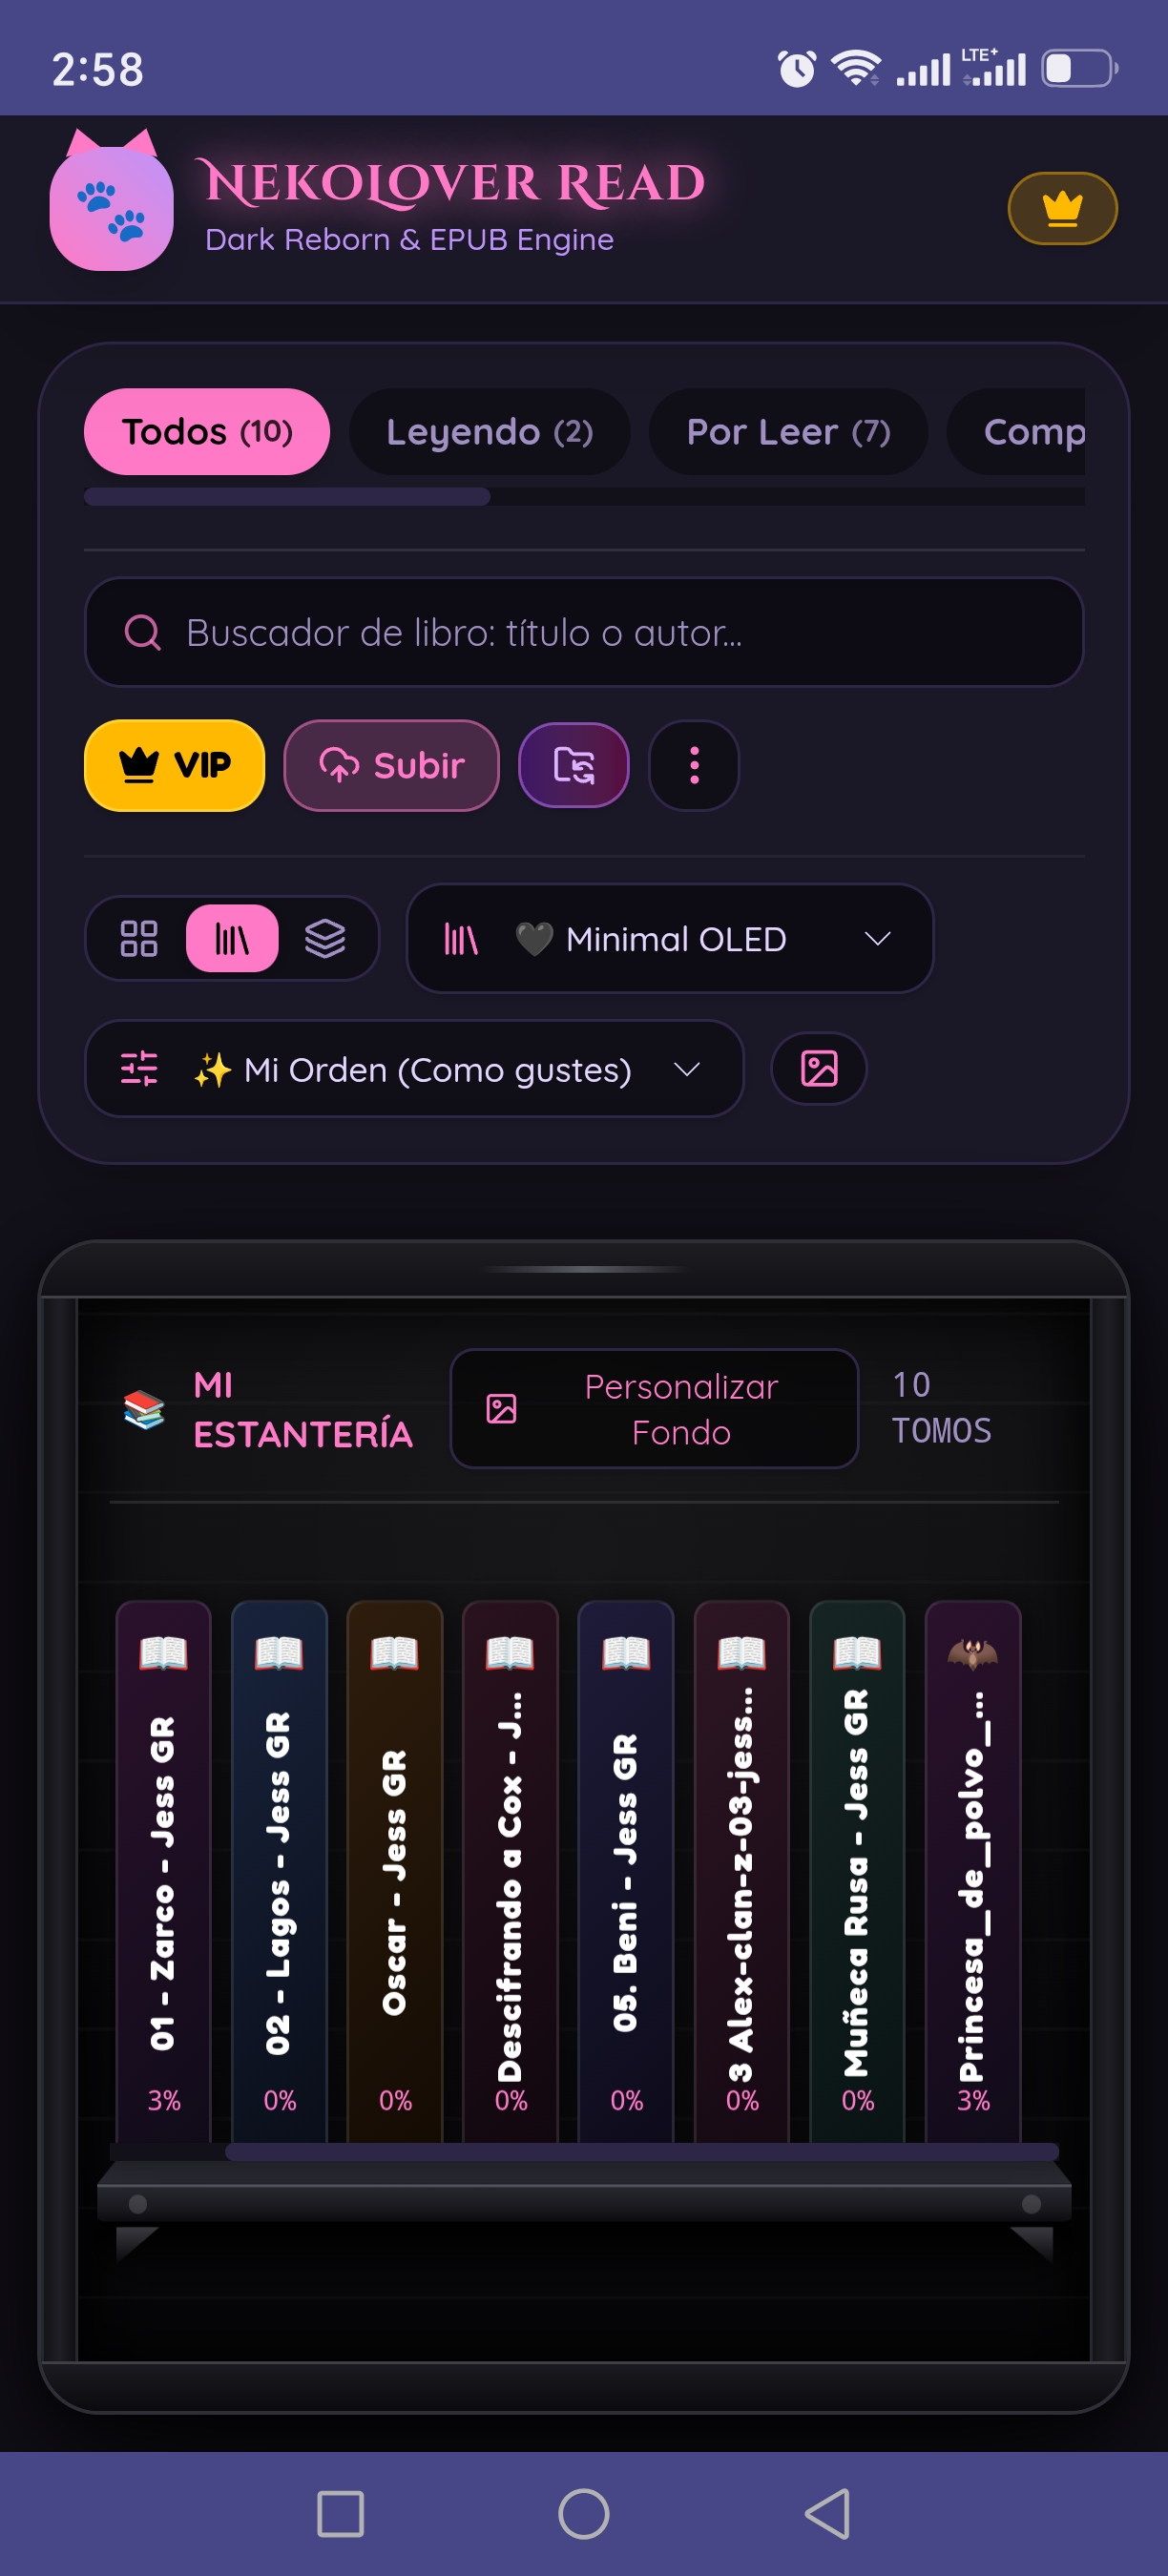 2:58
LTE+
NEKOLOVER READ
Dark Reborn & EPUB Engine
Todos (10)
Leyendo (2)
Por Leer (7)
Comp
Buscador de libro: título o autor...
VIP
Subir
🖤 Minimal OLED
✨ Mi Orden (Como gustes)
📚 MI
ESTANTERÍA
Personalizar
Fondo
10
TOMOS
01 - Zarco - Jess GR
3%
02 - Lagos - Jess GR
0%
Oscar - Jess GR
0%
Descifrando a Cox - J...
0%
05. Beni - Jess GR
0%
3 Alex-clan-z-03-jess...
0%
Muñeca Rusa - Jess GR
0%
Princesa_de_polvo_...
3%